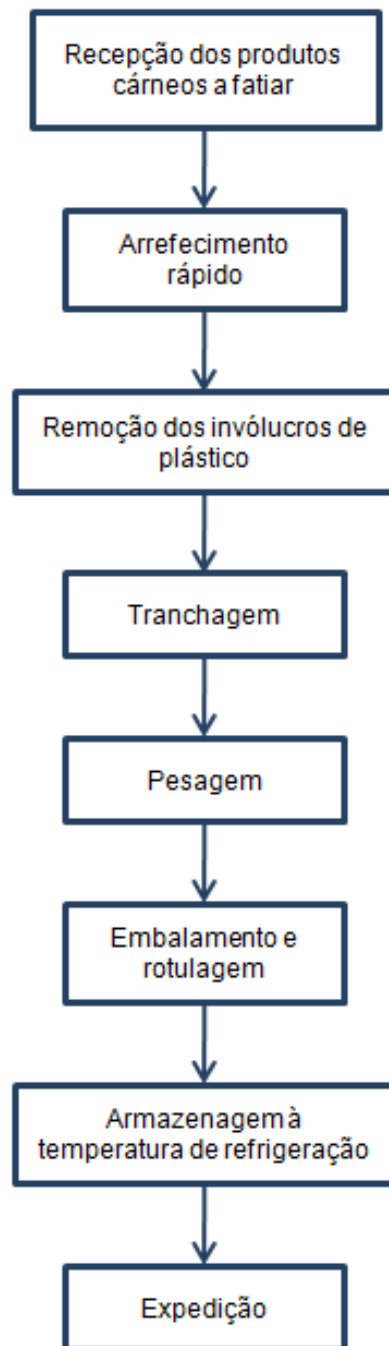 Recepção dos produtos
cárneos a fatiar
Arrefecimento
rápido
Remoção dos invólucros de
plástico
Tranchagem
Pesagem
Embalamento e
rotulagem
Armazenagem à
temperatura de refrigeração
Expedição